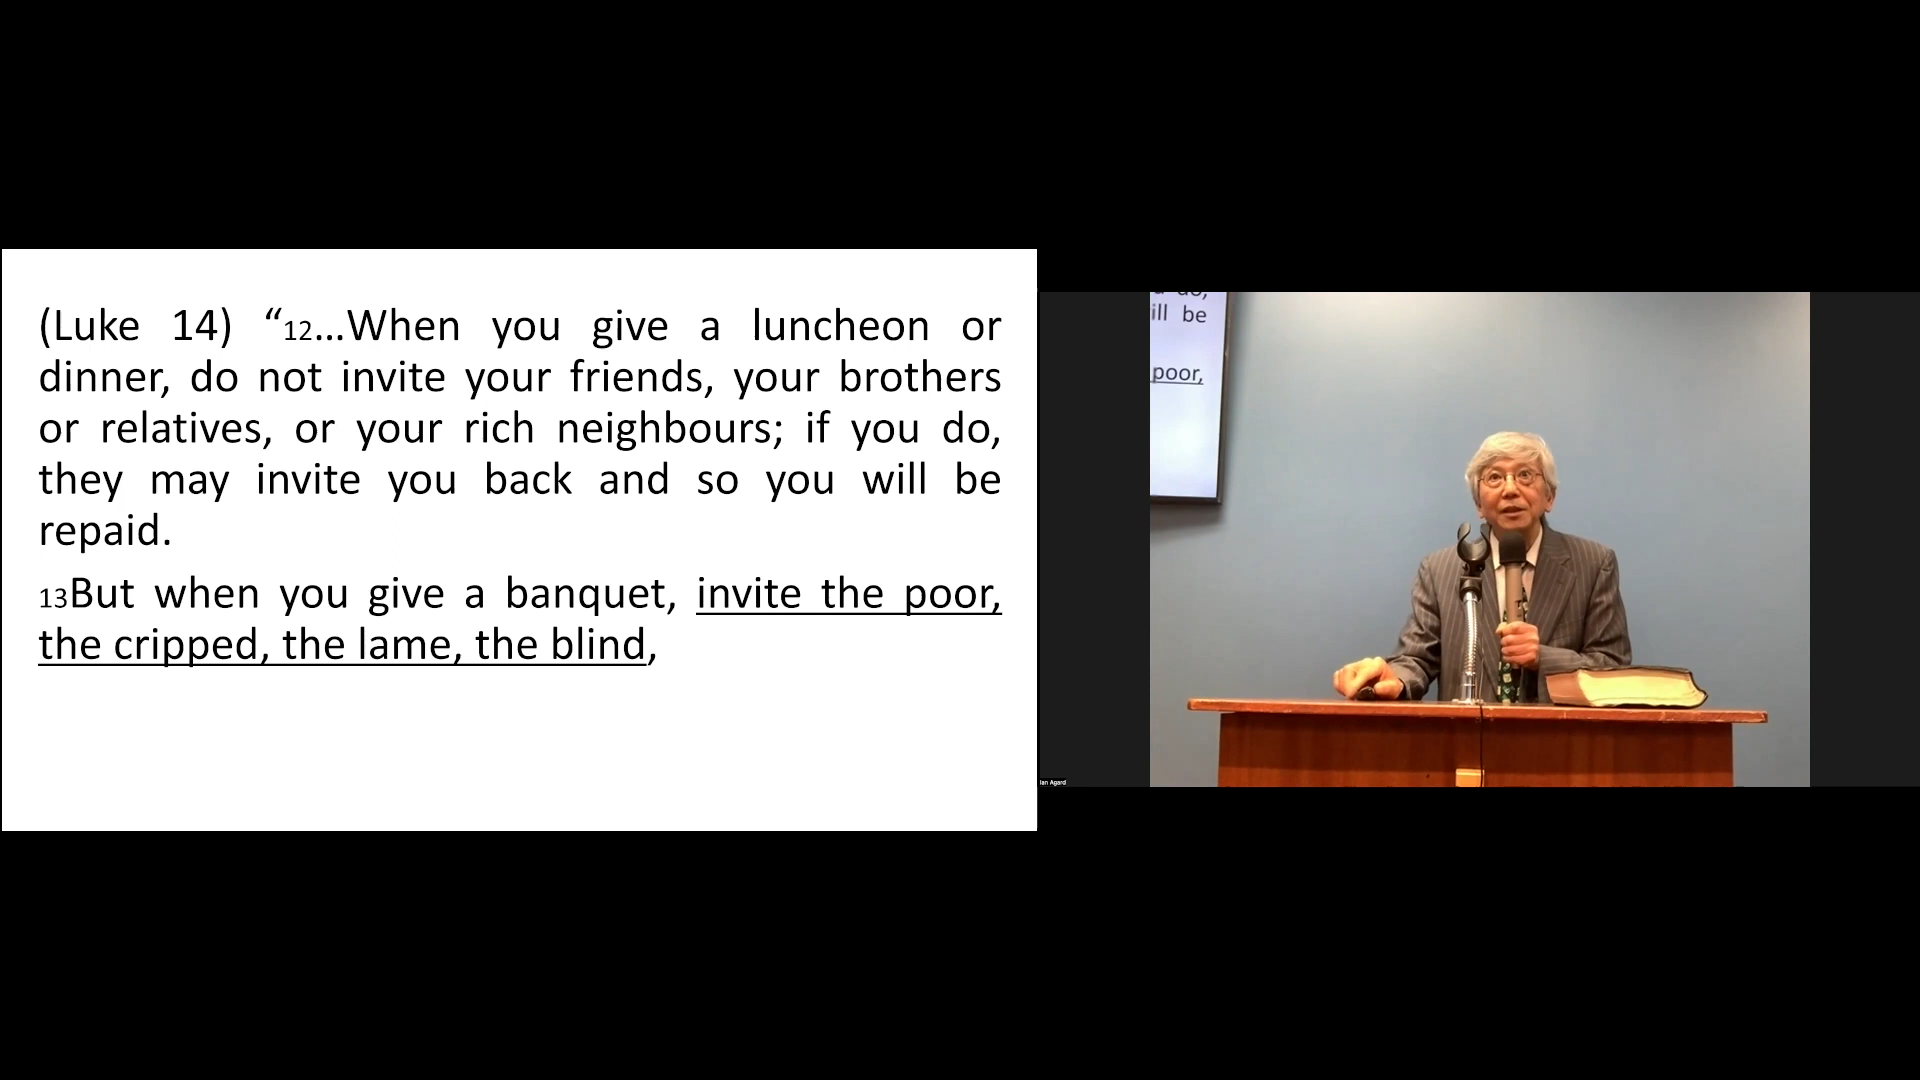 (Luke 14) “12…When you give a luncheon or
dinner, do not invite your friends, your brothers
or relatives, or your rich neighbours; if you do,
they may invite you back and so you will be
repaid.
13But when you give a banquet, invite the poor,
the cripped, the lame, the blind,
ill be
poor,
Ian Agard